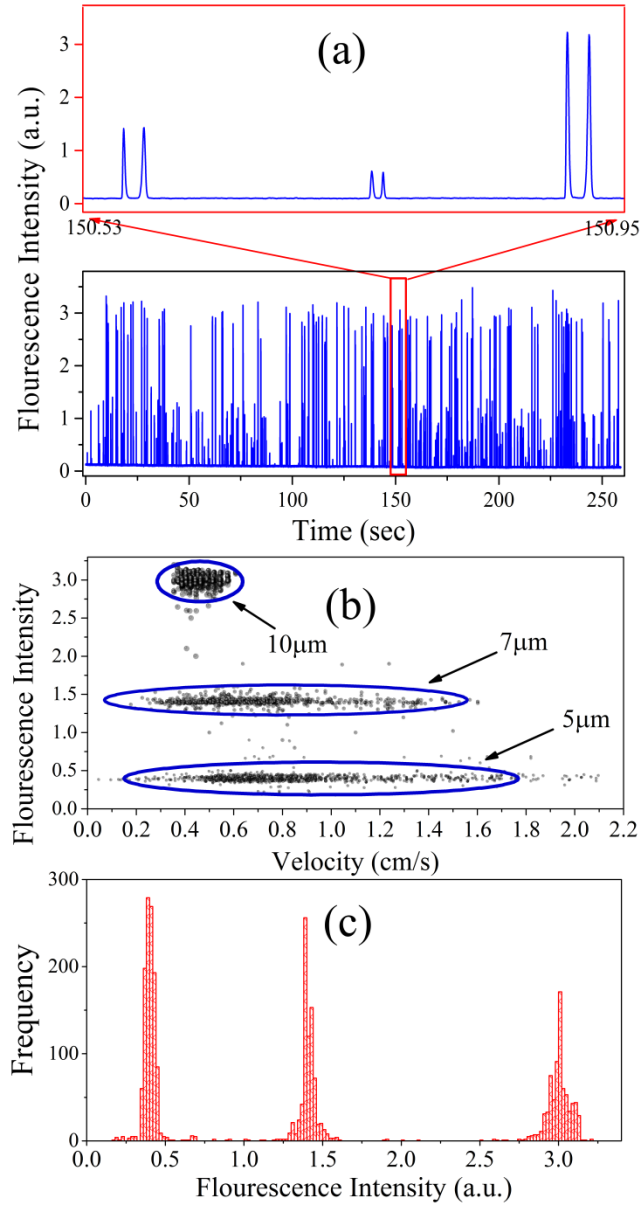 (a)
Flourescence Intensity (a.u.)
3
2
1
0
150.53 150.95
3
2
1
0
0 50 100 150 200 250
Time (sec)
(b)
Flourescence Intensity
3.0
2.5
2.0
1.5
1.0
0.5
0.0
10μm
7μm
5μm
0.0 0.2 0.4 0.6 0.8 1.0 1.2 1.4 1.6 1.8 2.0 2.2
Velocity (cm/s)
(c)
Frequency
300
200
100
0
0.0 0.5 1.0 1.5 2.0 2.5 3.0
Flourescence Intensity (a.u.)